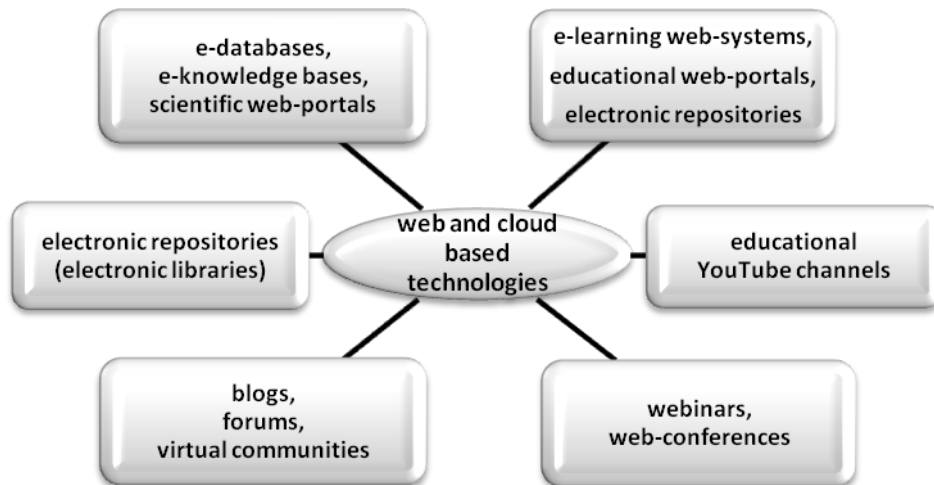 e-databases,
e-knowledge bases,
scientific web-portals
e-learning web-systems,
educational web-portals,
electronic repositories
electronic repositories
(electronic libraries)
web and cloud
based
technologies
educational
YouTube channels
blogs,
forums,
virtual communities
webinars,
web-conferences